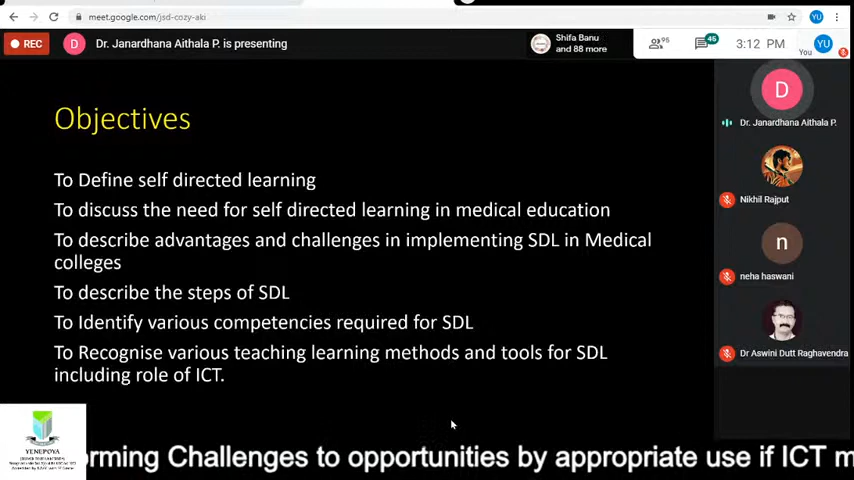 meet.google.com/jsd-cozy-aki
YU
REC
D
Dr. Janardhana Aithala P. is presenting
Shifa Banu
and 88 more
95
45
3:12 PM
You
YU
Objectives
To Define self directed learning
To discuss the need for self directed learning in medical education
To describe advantages and challenges in implementing SDL in Medical
colleges
To describe the steps of SDL
To Identify various competencies required for SDL
To Recognise various teaching learning methods and tools for SDL
including role of ICT.
D
Dr. Janardhana Aithala P.
Nikhil Rajput
n
neha haswani
Dr Aswini Dutt Raghavendra
YENEPOYA
orming Challenges to opportunities by appropriate use if ICT m